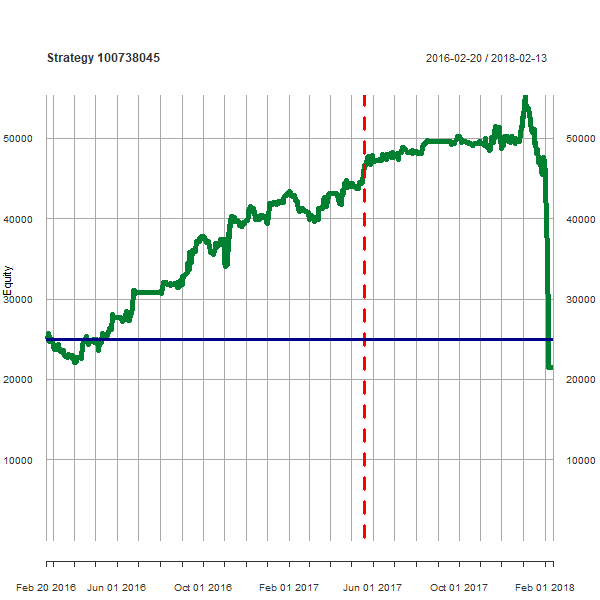 Strategy 100738045
2016-02-20 / 2018-02-13
50000
50000
40000
40000
Equity
30000
30000
20000
20000
10000
10000
Feb 20 2016
Jun 01 2016
Oct 01 2016
Feb 01 2017
Jun 01 2017
Oct 01 2017
Feb 01 2018